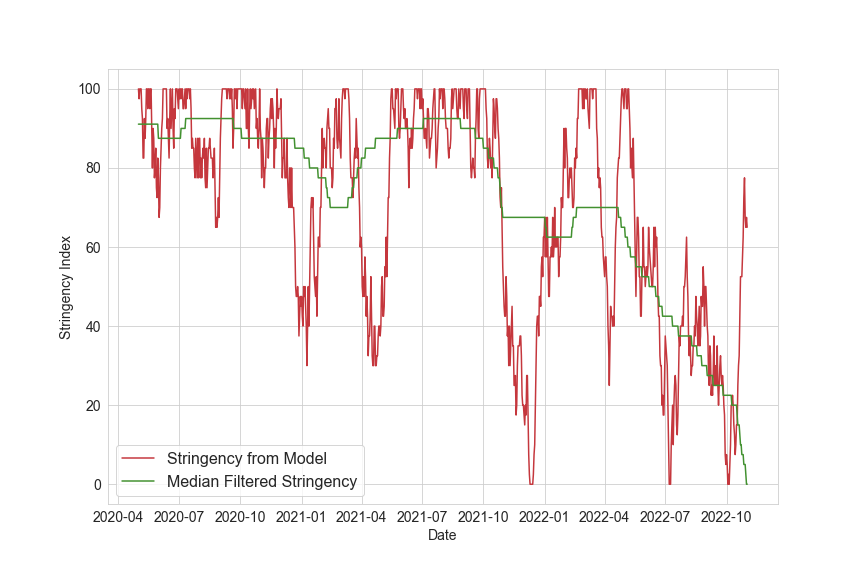 100
80
60
40
20
0
Stringency Index
Stringency from Model
Median Filtered Stringency
2020-04 2020-07 2020-10 2021-01 2021-04 2021-07 2021-10 2022-01 2022-04 2022-07 2022-10
Date